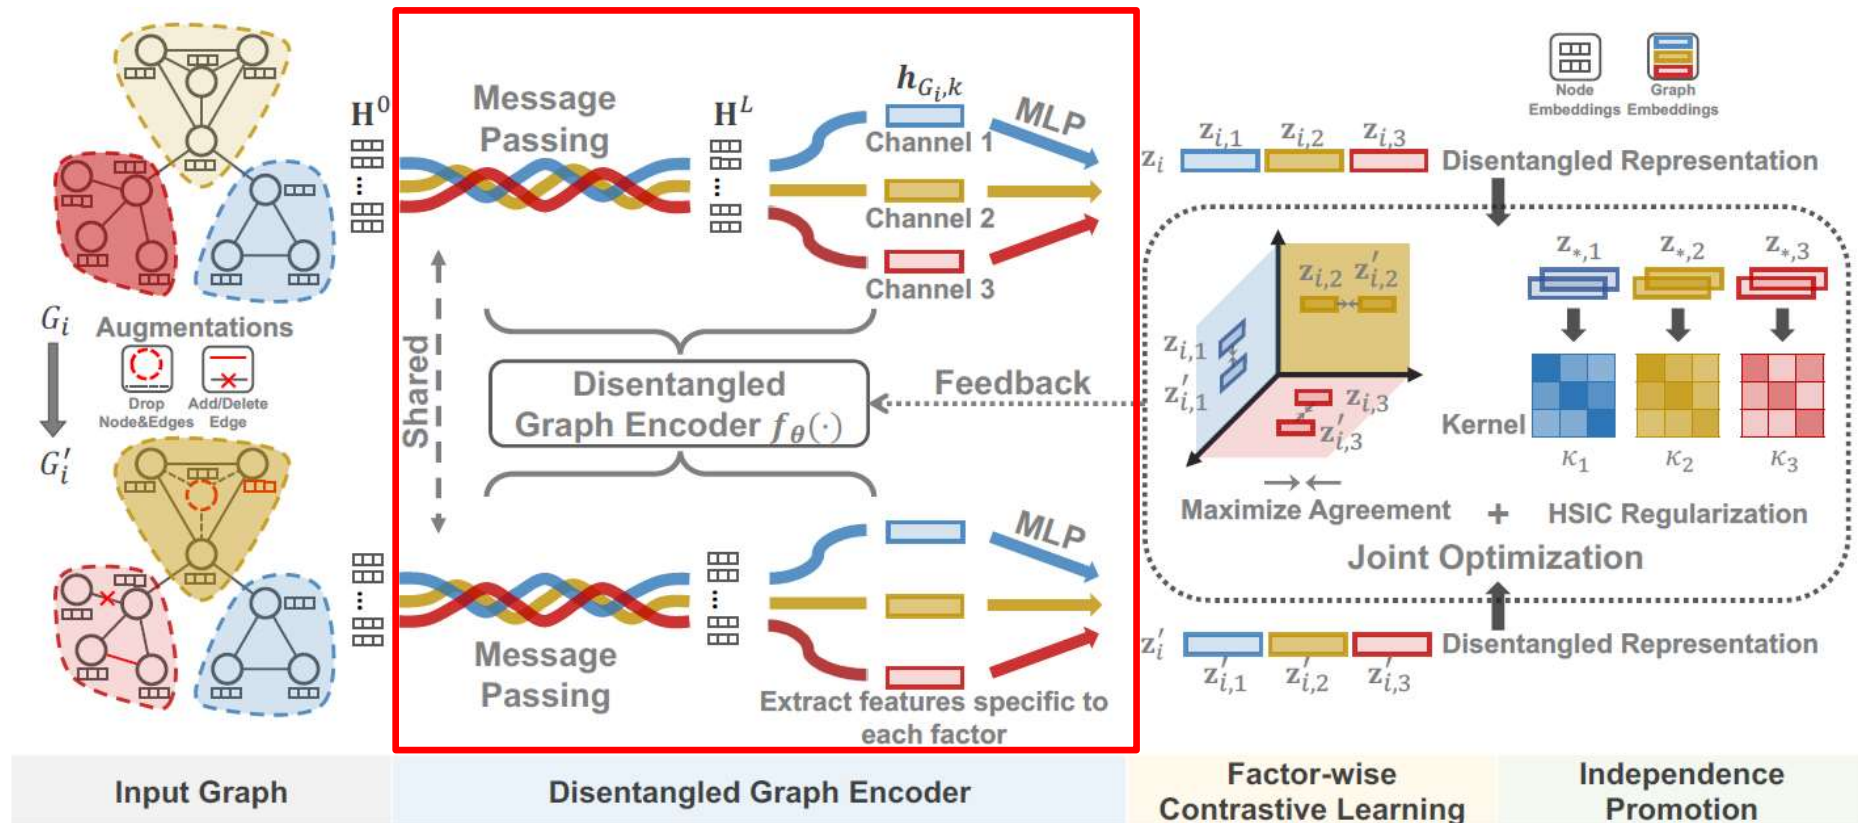 H⁰
Message
Passing
Hᴸ
h_{G_i,k}
MLP
Channel 1
Channel 2
Channel 3
Node
Embeddings
Graph
Embeddings
z_i
z_{i,1}
z_{i,2}
z_{i,3}
Disentangled Representation
G_i
Augmentations
Drop
Node&Edges
Add/Delete
Edge
G'_i
Shared
Disentangled
Graph Encoder f_θ(·)
Feedback
z_{i,2} z'_{i,2}
z_{i,1}
z'_{i,1}
z_{i,3}
z'_{i,3}
Maximize Agreement
+
z_{*,1}
z_{*,2}
z_{*,3}
Kernel
κ₁
κ₂
κ₃
HSIC Regularization
Joint Optimization
MLP
Message
Passing
Extract features specific to
each factor
z'_i
Disentangled Representation
z'_{i,1}
z'_{i,2}
z'_{i,3}
Input Graph
Disentangled Graph Encoder
Factor-wise
Contrastive Learning
Independence
Promotion